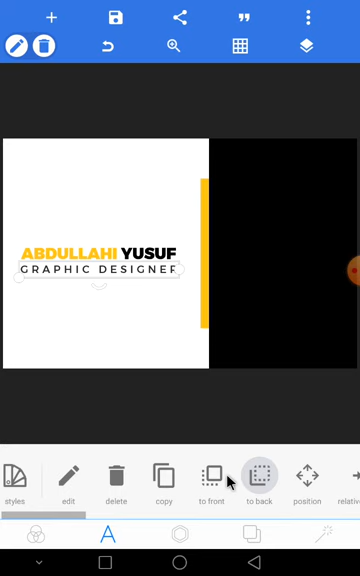 ABDULLAHI YUSUF
GRAPHIC DESIGNER
styles edit delete copy to front to back position relative